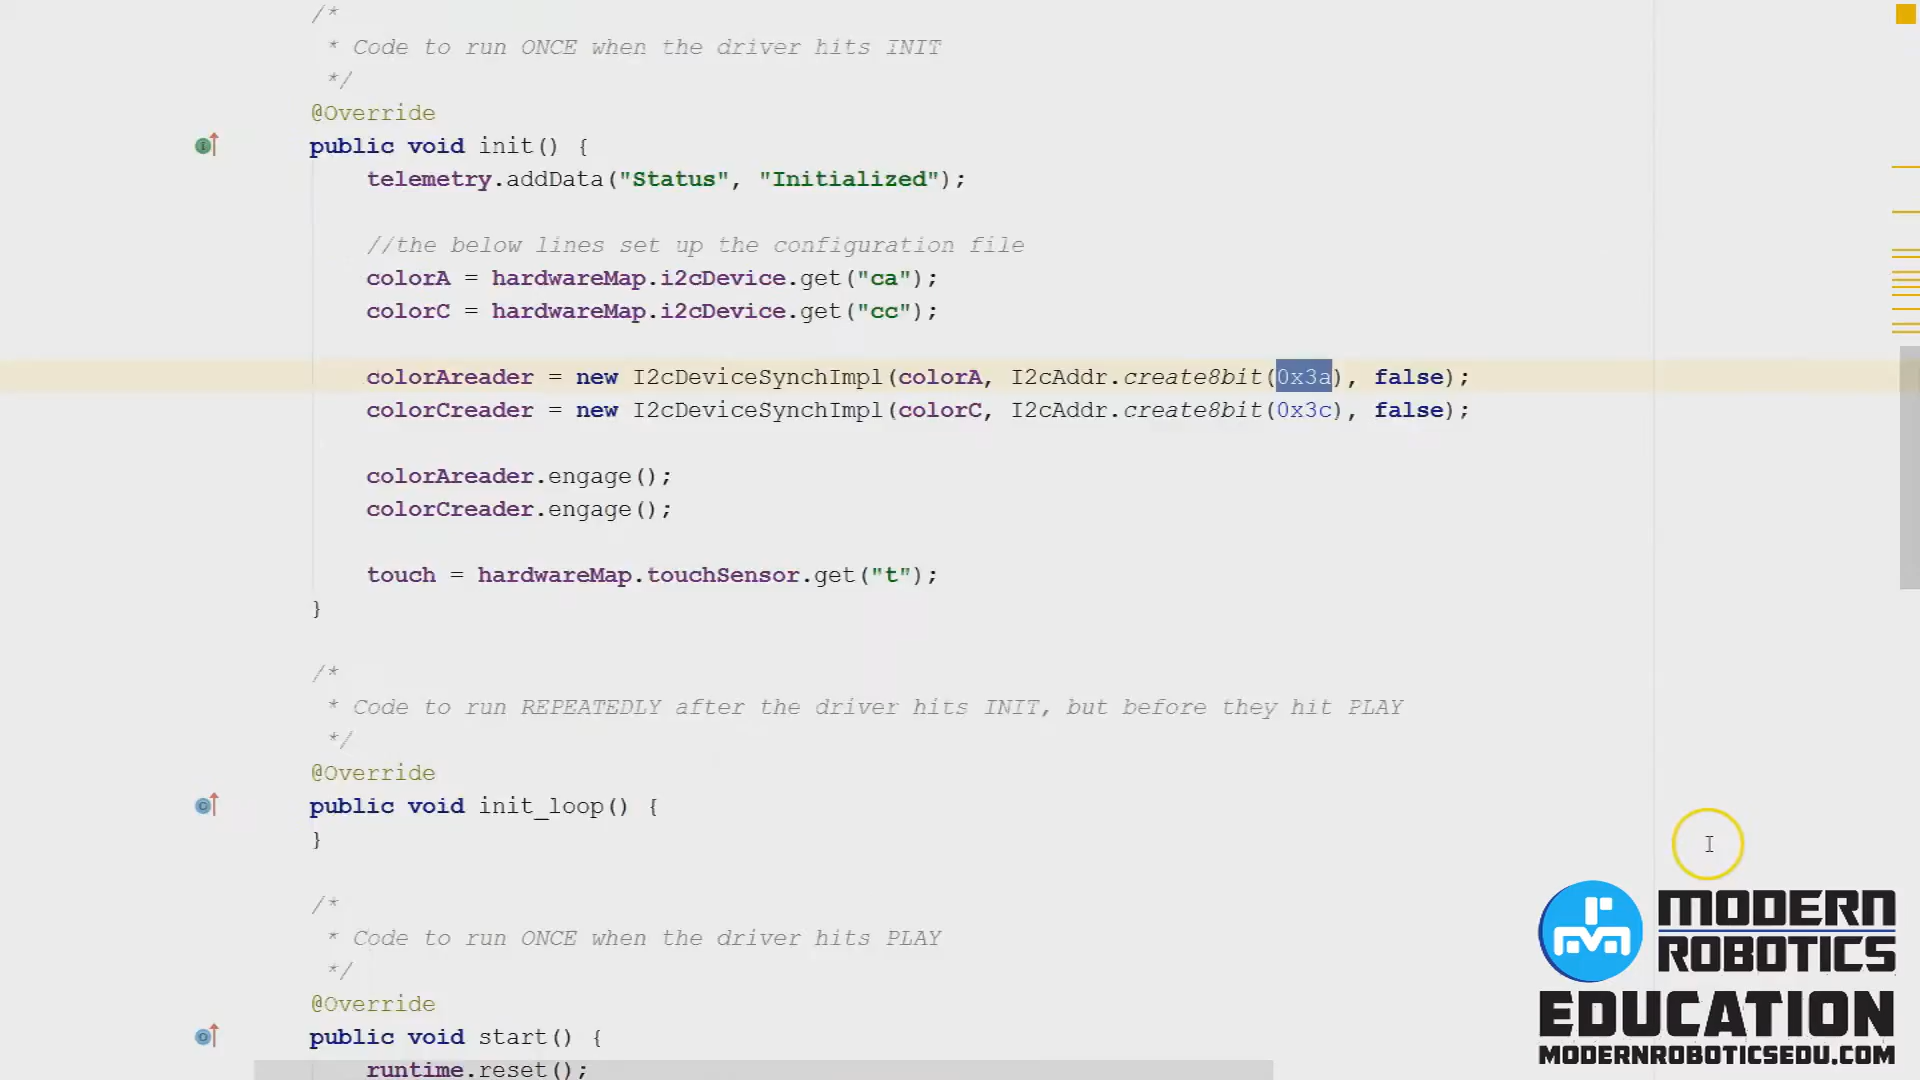 /*
* Code to run ONCE when the driver hits INIT
*/
@Override
public void init() {
telemetry.addData("Status", "Initialized");
//the below lines set up the configuration file
colorA = hardwareMap.i2cDevice.get("ca");
colorC = hardwareMap.i2cDevice.get("cc");
colorAreader = new I2cDeviceSynchImpl(colorA, I2cAddr.create8bit(0x3a), false);
colorCreader = new I2cDeviceSynchImpl(colorC, I2cAddr.create8bit(0x3c), false);
colorAreader.engage();
colorCreader.engage();
touch = hardwareMap.touchSensor.get("t");
}
/*
* Code to run REPEATEDLY after the driver hits INIT, but before they hit PLAY
*/
@Override
public void init_loop() {
}
/*
* Code to run ONCE when the driver hits PLAY
*/
@Override
public void start() {
runtime.reset();
MODERN
ROBOTICS
EDUCATION
MODERNROBOTICSEDU.COM